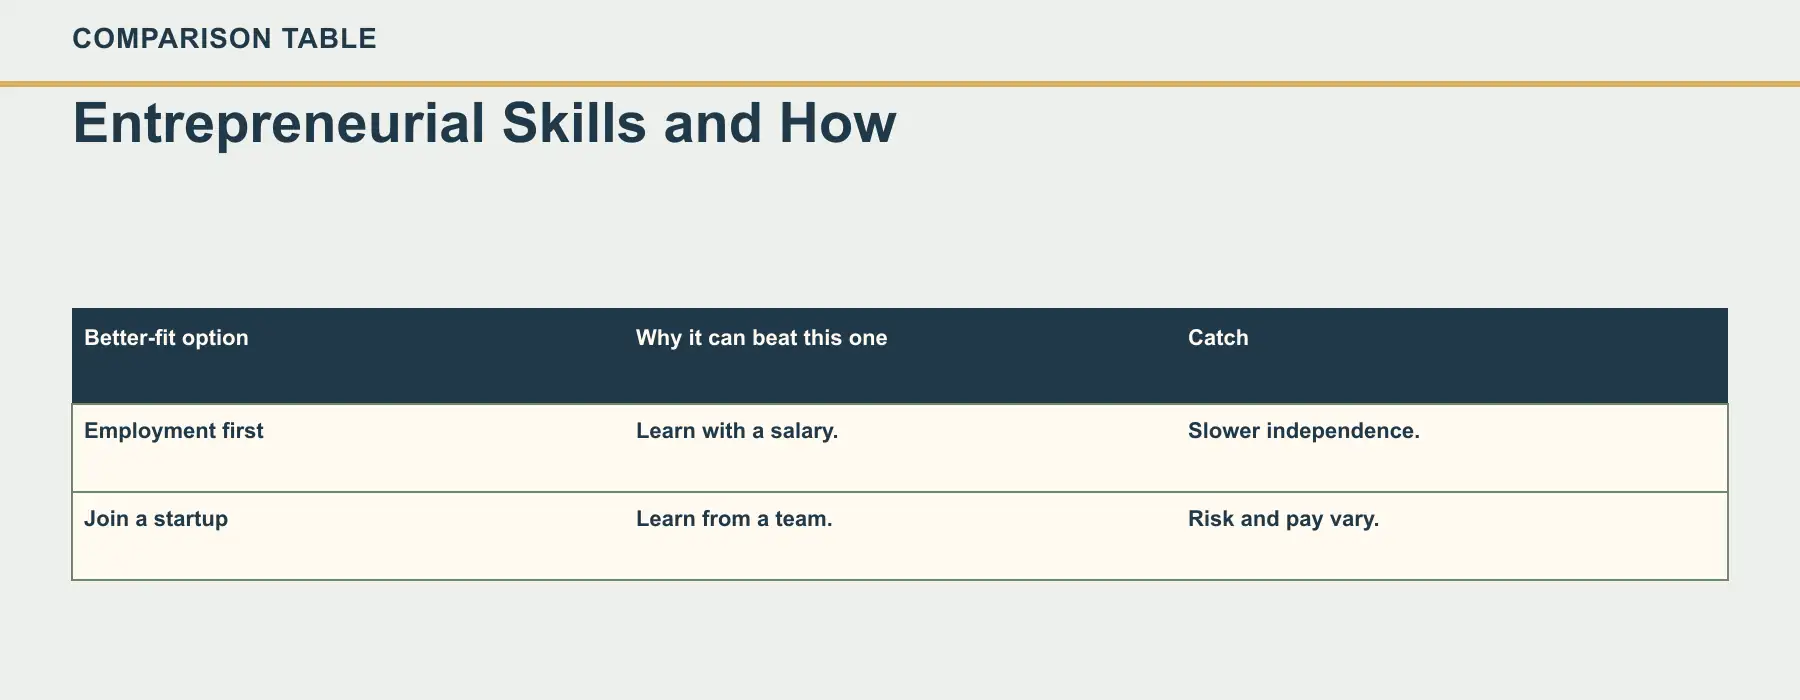 COMPARISON TABLE
Entrepreneurial Skills and How
Better-fit option Why it can beat this one Catch
Employment first Learn with a salary. Slower independence.
Join a startup Learn from a team. Risk and pay vary.